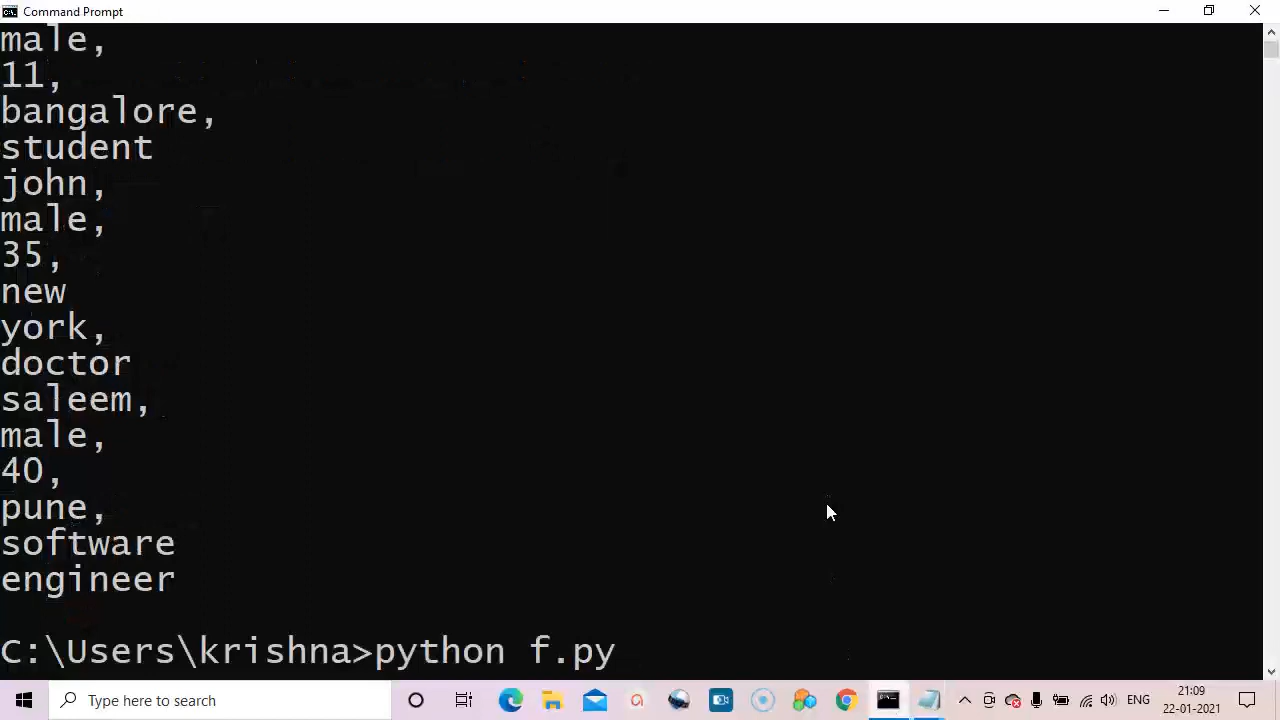 Command Prompt
male,
11,
bangalore,
student
john,
male,
35,
new
york,
doctor
saleem,
male,
40,
pune,
software
engineer
C:\Users\krishna>python f.py
Type here to search
ENG
21:09
22-01-2021